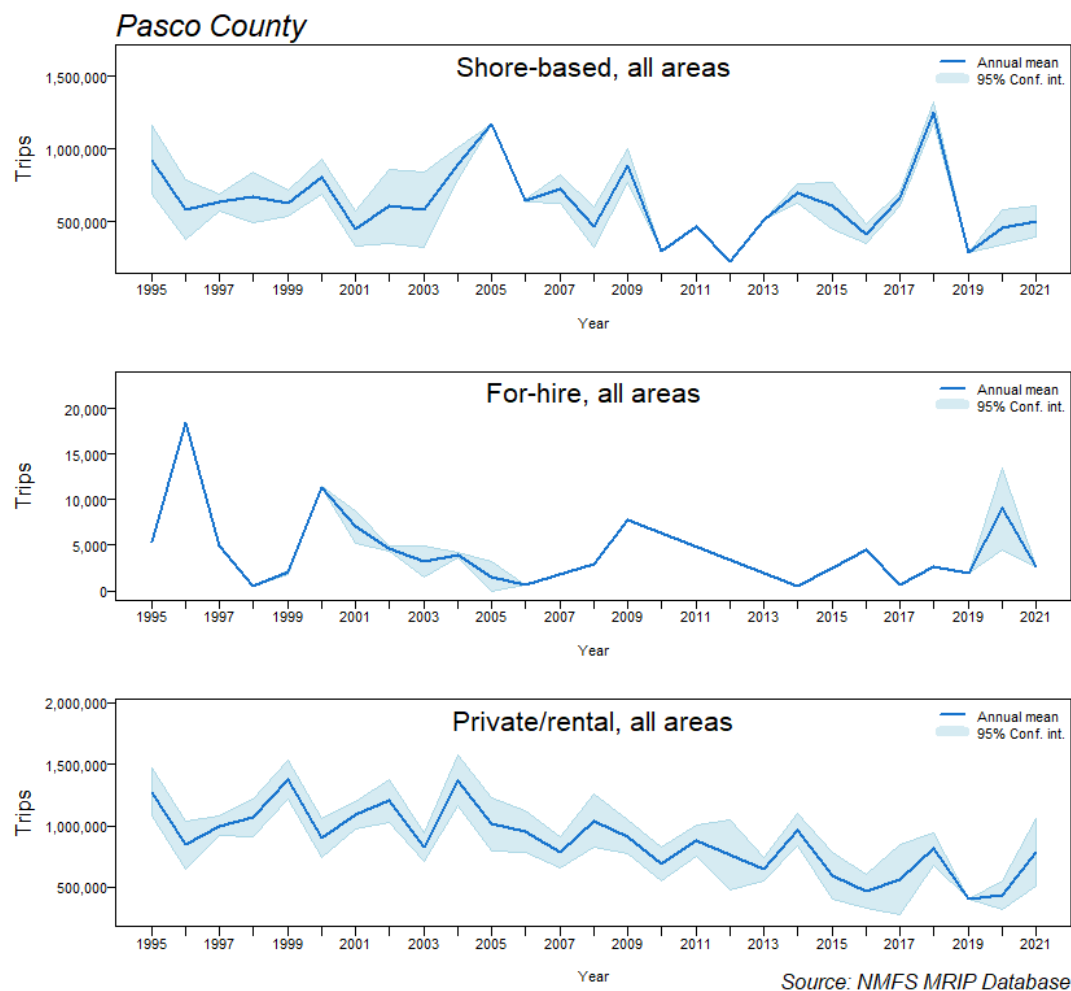 Pasco County
Shore-based, all areas
Annual mean
95% Conf. int.
Trips
1,500,000
1,000,000
500,000
1995 1997 1999 2001 2003 2005 2007 2009 2011 2013 2015 2017 2019 2021
Year
For-hire, all areas
Annual mean
95% Conf. int.
Trips
20,000
15,000
10,000
5,000
0
1995 1997 1999 2001 2003 2005 2007 2009 2011 2013 2015 2017 2019 2021
Year
Private/rental, all areas
Annual mean
95% Conf. int.
Trips
2,000,000
1,500,000
1,000,000
500,000
1995 1997 1999 2001 2003 2005 2007 2009 2011 2013 2015 2017 2019 2021
Year
Source: NMFS MRIP Database